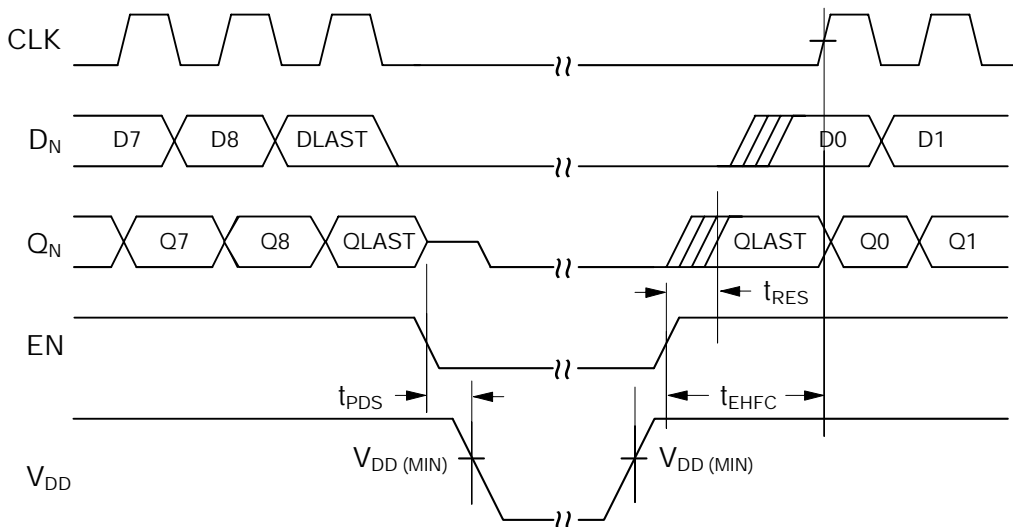 CLK
D_N D7 D8 DLAST D0 D1
Q_N Q7 Q8 QLAST QLAST Q0 Q1
t_RES
EN
t_PDS t_EHFC
V_DD (MIN) V_DD (MIN)
V_DD